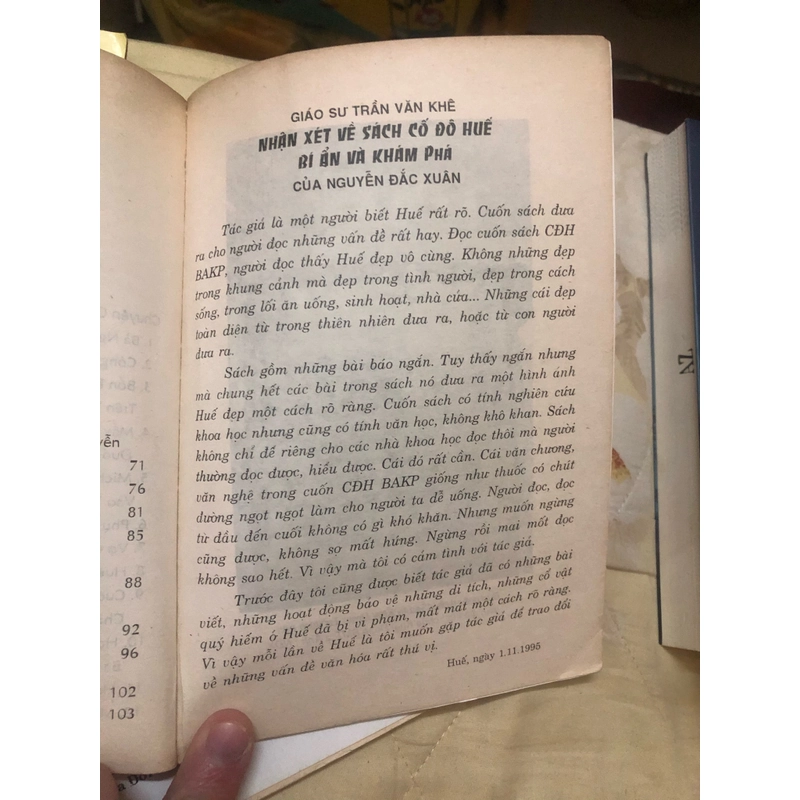 GIÁO SƯ TRẦN VĂN KHÊ
NHẬN XÉT VỀ SÁCH CỐ ĐÔ HUẾ
BÍ ẨN VÀ KHÁM PHÁ
CỦA NGUYỄN ĐẮC XUÂN
Tác giả là một người biết Huế rất rõ. Cuốn sách đưa
ra cho người đọc những vấn đề rất hay. Đọc cuốn sách CĐH
BAKP, người đọc thấy Huế đẹp vô cùng. Không những đẹp
trong khung cảnh mà đẹp trong tình người, đẹp trong cách
sống, trong lối ăn uống, sinh hoạt, nhà cửa... Những cái đẹp
toàn diện từ trong thiên nhiên đưa ra, hoặc từ con người
đưa ra.
Sách gồm những bài báo ngắn. Tuy thấy ngắn nhưng
mà chung hết các bài trong sách nó đưa ra một hình ảnh
Huế đẹp một cách rõ ràng. Cuốn sách có tính nghiên cứu
khoa học nhưng cũng có tính văn học, không khô khan. Sách
không chỉ để riêng cho các nhà khoa học đọc thôi mà người
thường đọc được, hiểu được. Cái đó rất cần. Cái văn chương,
văn nghệ trong cuốn CĐH BAKP giống như thuốc có chút
đường ngọt ngọt làm cho người ta dễ uống. Người đọc, đọc
từ đầu đến cuối không có gì khó khăn. Nhưng muốn ngừng
cũng được, không sợ mất hứng. Ngừng rồi mai mốt đọc
không sao hết. Vì vậy mà tôi có cảm tình với tác giả.
Trước đây tôi cũng được biết tác giả đã có những bài
viết, những hoạt động bảo vệ những di tích, những cổ vật
quý hiếm ở Huế đã bị vi phạm, mất mát một cách rõ ràng.
Vì vậy mỗi lần về Huế là tôi muốn gặp tác giả để trao đổi
về những vấn đề văn hóa rất thú vị.
Huế, ngày 1.11.1995
71
76
81
85
88
92
96
102
103